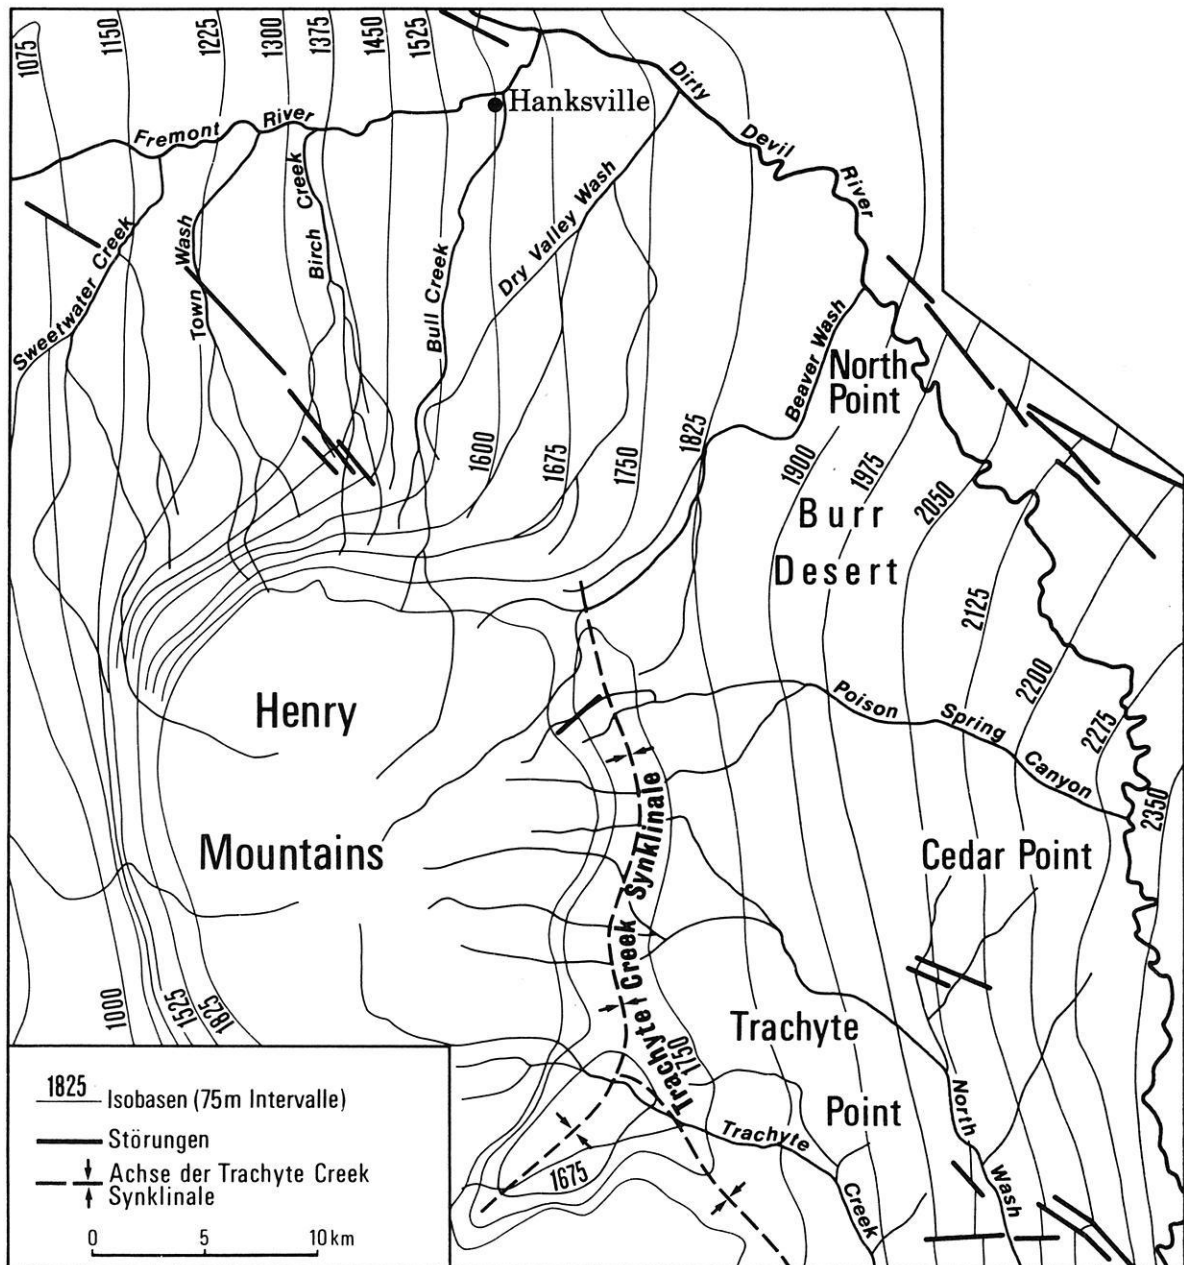 1075
1150
1225
1300
1375
1450
1525
Hanksville
Fremont River
Dirty Devil River
Sweetwater Creek
Town Wash
Birch Creek
Bull Creek
Dry Valley Wash
Beaver Wash
North
Point
1600
1675
1750
1825
1900
1975
2050
Burr
Desert
2125
2200
2275
2350
Henry
Mountains
Poison Spring Canyon
Cedar Point
Trachyte Creek Synklinale
1000
1525
1825
1750
Trachyte
Point
North Wash
Trachyte Creek
1675
1825 Isobasen (75m Intervalle)
Störungen
Achse der Trachyte Creek
Synklinale
0 5 10 km